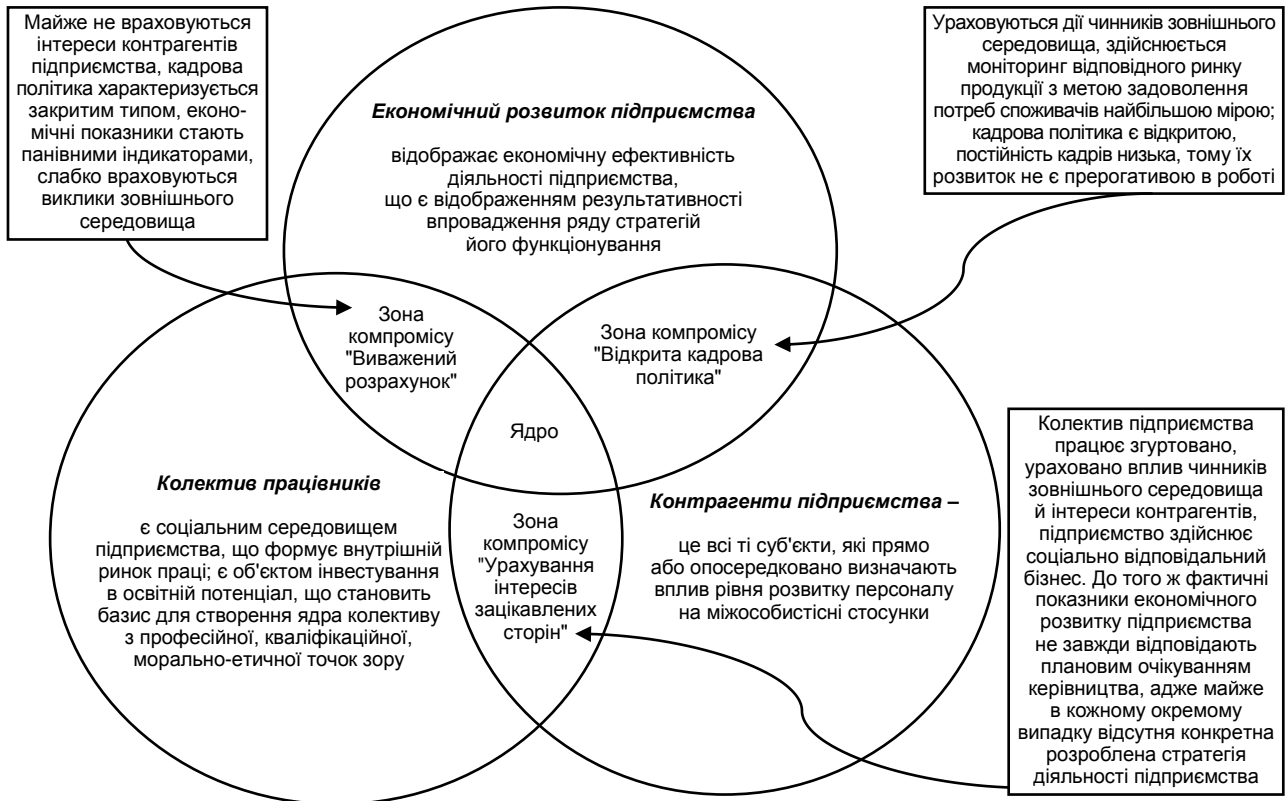 Майже не враховуються
інтереси контрагентів
підприємства, кадрова
політика характеризується
закритим типом, еконо-
мічні показники стають
панівними індикаторами,
слабко враховуються
виклики зовнішнього
середовища
Ураховуються дії чинників зовнішнього
середовища, здійснюється
моніторинг відповідного ринку
продукції з метою задоволення
потреб споживачів найбільшою мірою;
кадрова політика є відкритою,
постійність кадрів низька, тому їх
розвиток не є прерогативою в роботі
Економічний розвиток підприємства
відображає економічну ефективність
діяльності підприємства,
що є відображенням результативності
впровадження ряду стратегій
його функціонування
Зона
компромісу
"Виважений
розрахунок"
Зона компромісу
"Відкрита кадрова
політика"
Ядро
Колектив працівників
є соціальним середовищем
підприємства, що формує внутрішній
ринок праці; є об'єктом інвестування
в освітній потенціал, що становить
базис для створення ядра колективу
з професійної, кваліфікаційної,
морально-етичної точок зору
Зона
компромісу
"Урахування
інтересів
зацікавлених
сторін"
Контрагенти підприємства –
це всі ті суб'єкти, які прямо
або опосередковано визначають
вплив рівня розвитку персоналу
на міжособистісні стосунки
Колектив підприємства
працює згуртовано,
ураховано вплив чинників
зовнішнього середовища
й інтереси контрагентів,
підприємство здійснює
соціально відповідальний
бізнес. До того ж фактичні
показники економічного
розвитку підприємства
не завжди відповідають
плановим очікуванням
керівництва, адже майже
в кожному окремому
випадку відсутня конкретна
розроблена стратегія
діяльності підприємства